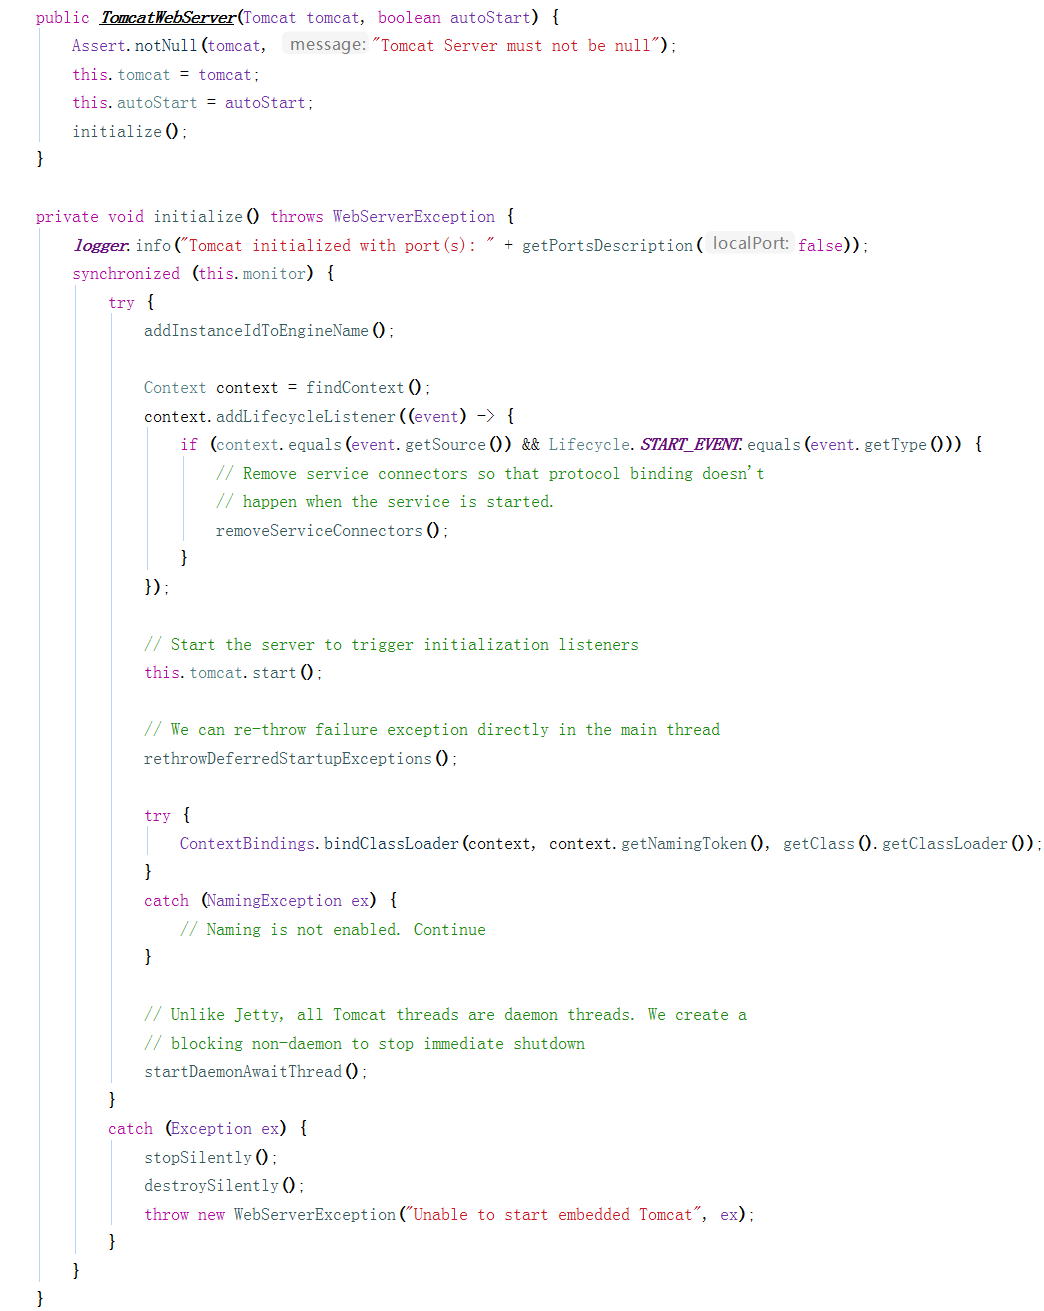 public TomcatWebServer(Tomcat tomcat, boolean autoStart) {
    Assert.notNull(tomcat, message: "Tomcat Server must not be null");
    this.tomcat = tomcat;
    this.autoStart = autoStart;
    initialize();
}

private void initialize() throws WebServerException {
    logger.info("Tomcat initialized with port(s): " + getPortsDescription( localPort: false));
    synchronized (this.monitor) {
        try {
            addInstanceIdToEngineName();

            Context context = findContext();
            context.addLifecycleListener((event) -> {
                if (context.equals(event.getSource()) && Lifecycle.START_EVENT.equals(event.getType())) {
                    // Remove service connectors so that protocol binding doesn't
                    // happen when the service is started.
                    removeServiceConnectors();
                }
            });

            // Start the server to trigger initialization listeners
            this.tomcat.start();

            // We can re-throw failure exception directly in the main thread
            rethrowDeferredStartupExceptions();

            try {
                ContextBindings.bindClassLoader(context, context.getNamingToken(), getClass().getClassLoader());
            }
            catch (NamingException ex) {
                // Naming is not enabled. Continue
            }

            // Unlike Jetty, all Tomcat threads are daemon threads. We create a
            // blocking non-daemon to stop immediate shutdown
            startDaemonAwaitThread();
        }
        catch (Exception ex) {
            stopSilently();
            destroySilently();
            throw new WebServerException("Unable to start embedded Tomcat", ex);
        }
    }
}